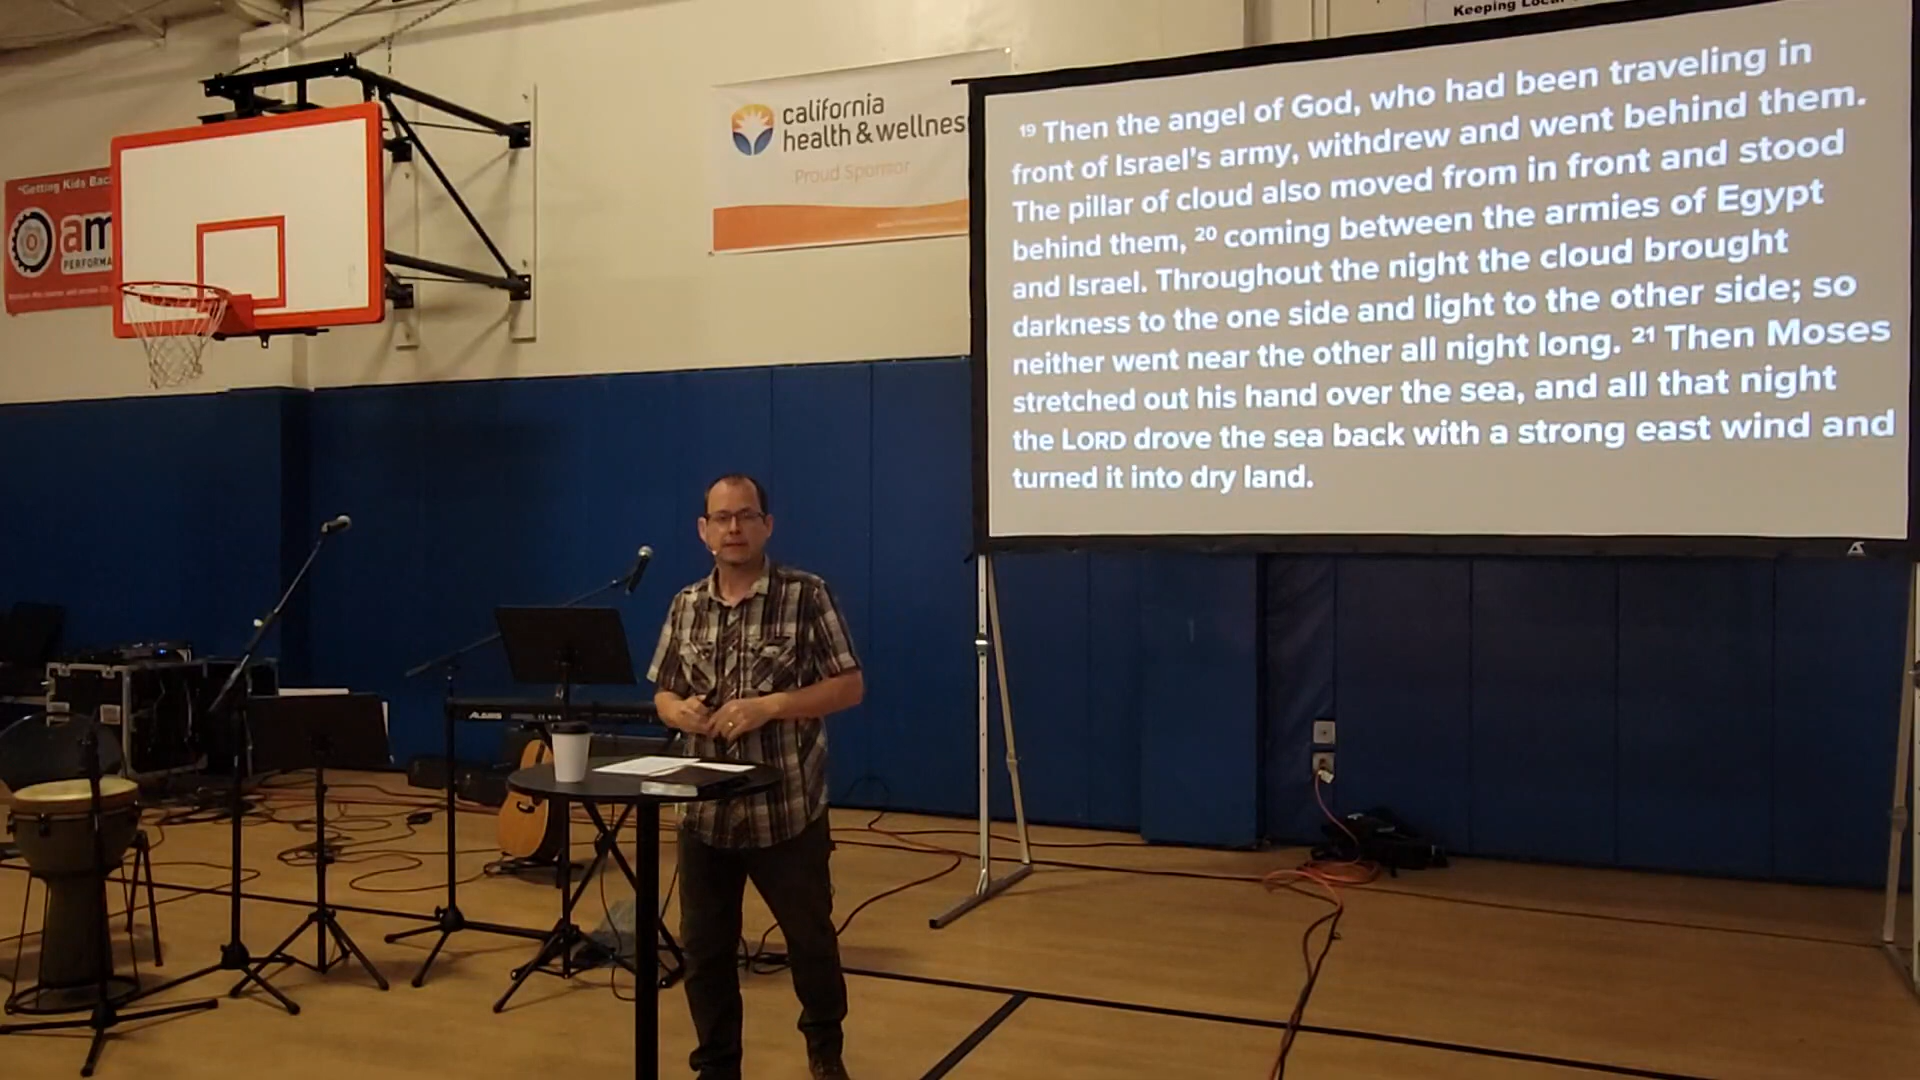 Keeping Local
"Getting Kids Bac
am
PERFORMA
california
health & wellness
Proud Sponsor
19 Then the angel of God, who had been traveling in
front of Israel's army, withdrew and went behind them.
The pillar of cloud also moved from in front and stood
behind them, 20 coming between the armies of Egypt
and Israel. Throughout the night the cloud brought
darkness to the one side and light to the other side; so
neither went near the other all night long. 21 Then Moses
stretched out his hand over the sea, and all that night
the LORD drove the sea back with a strong east wind and
turned it into dry land.
ALESIS